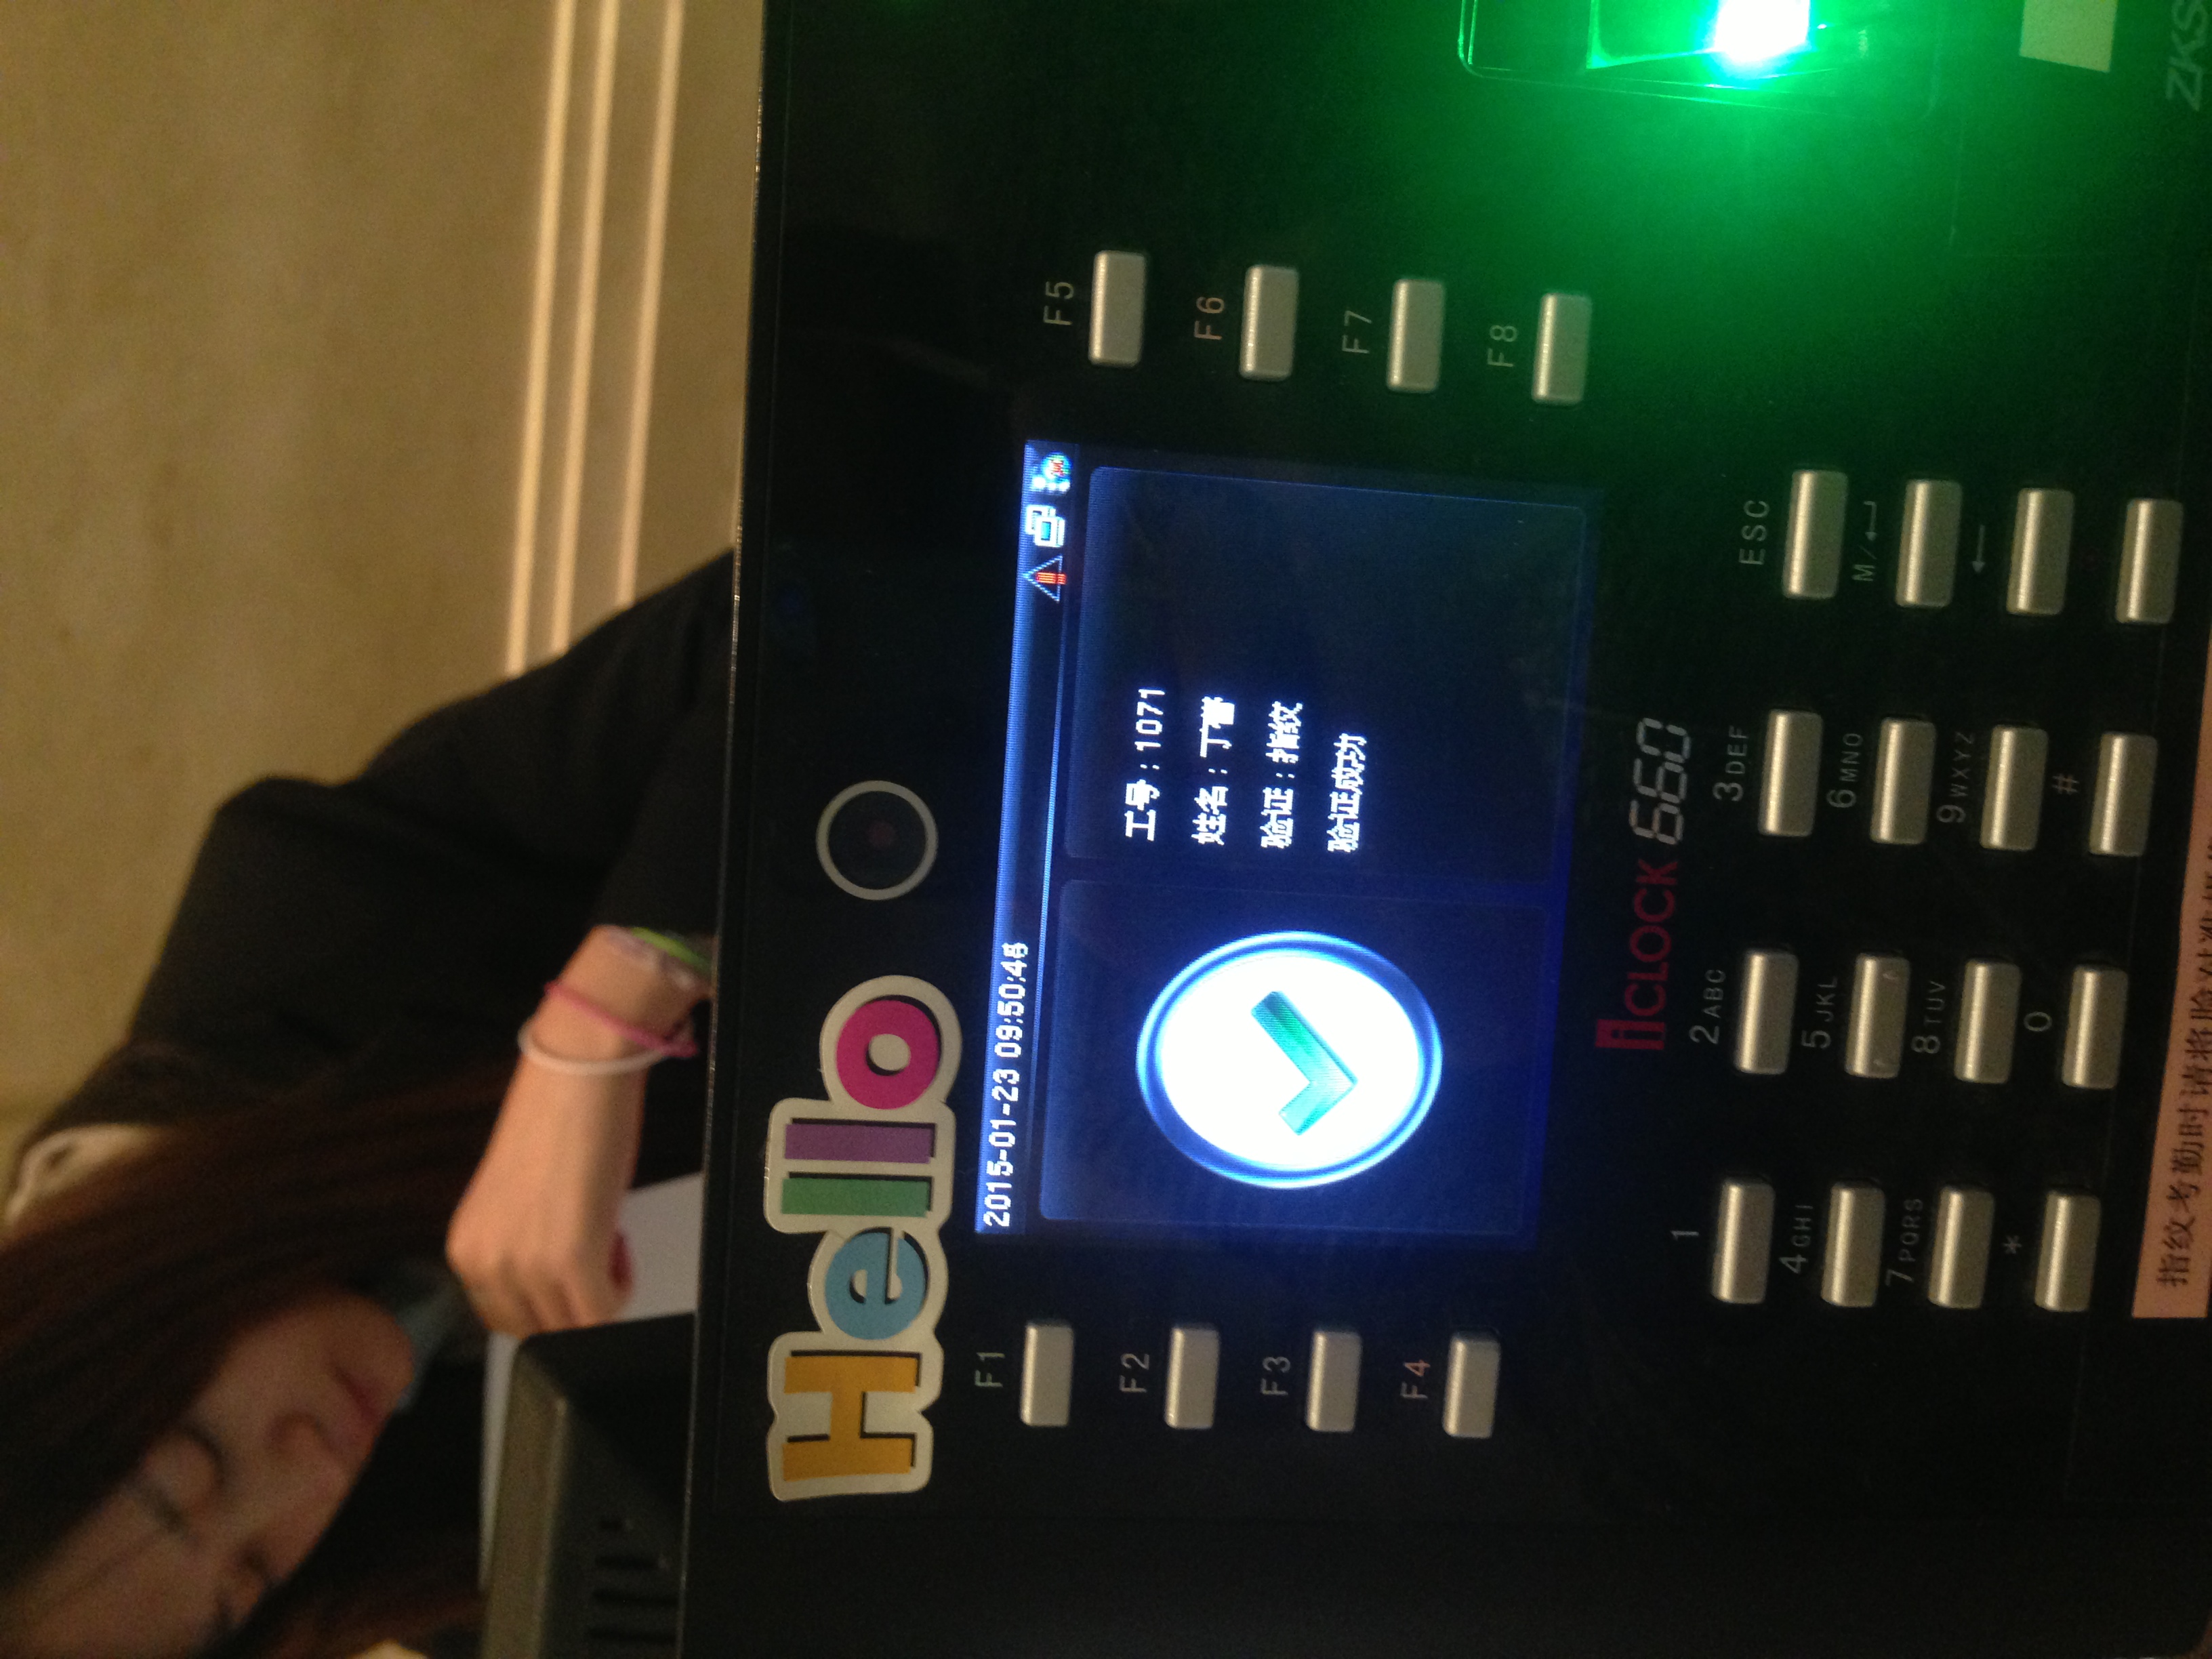 Hello
F1
2015-01-23 09:50:4
F5
F2
工号：1071
F6
姓名：丁
F3
验证：指纹
F7
验证成功
F4
F8
iCLOCK 660
1
2 ABC
3 DEF
ESC
4 GHI
5 JKL
6 MNO
M/↵
7 PQRS
8 TUV
9 WXYZ
←
*
0
#
指纹考勤时请将脸对准摄
ZKS